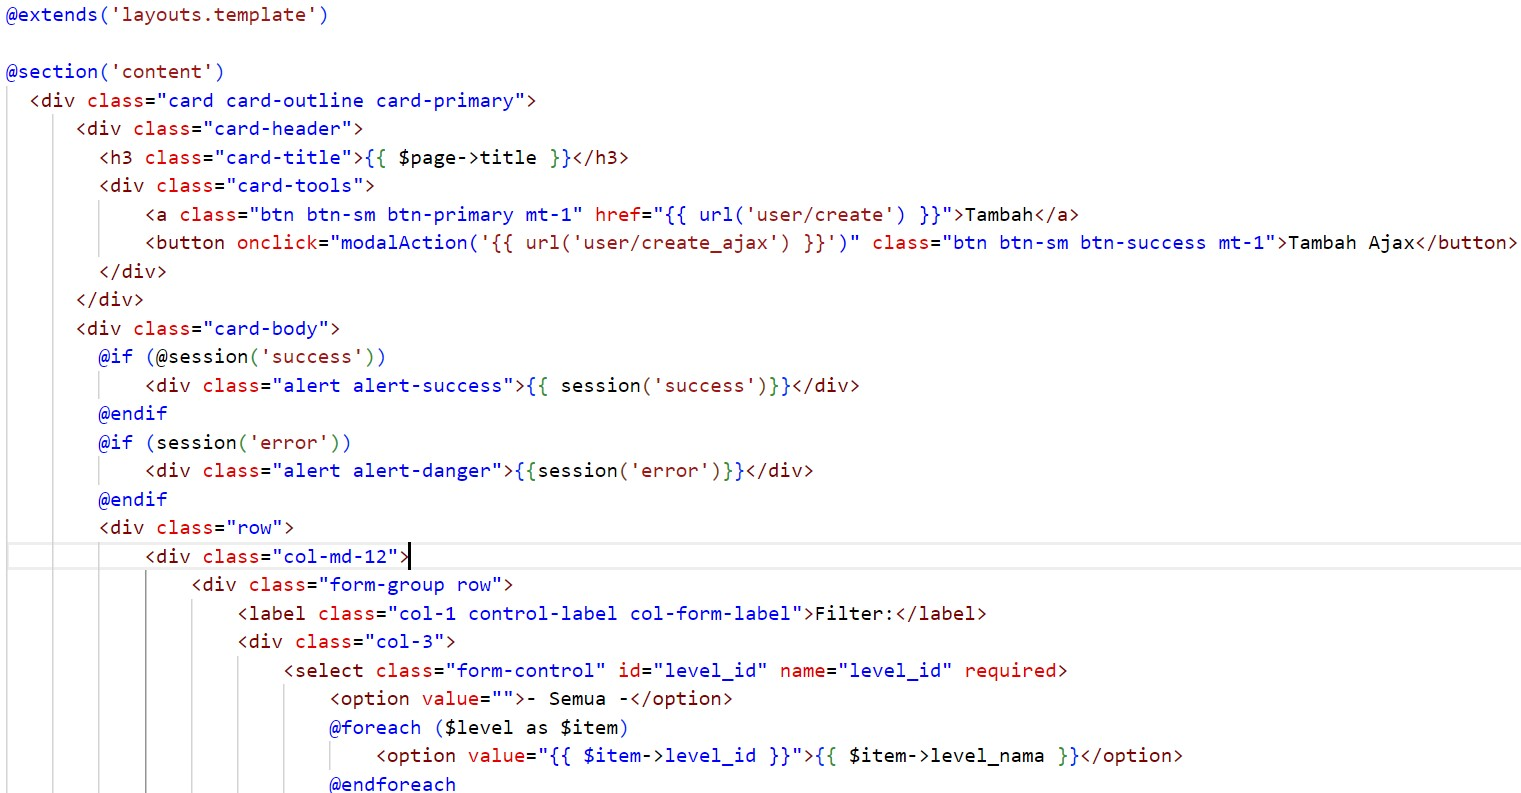 @extends('layouts.template')
@section('content')
<div class="card card-outline card-primary">
<div class="card-header">
<h3 class="card-title">{{ $page->title }}</h3>
<div class="card-tools">
<a class="btn btn-sm btn-primary mt-1" href="{{ url('user/create') }}">Tambah</a>
<button onclick="modalAction('{{ url('user/create_ajax') }}')" class="btn btn-sm btn-success mt-1">Tambah Ajax</button>
</div>
</div>
<div class="card-body">
@if (@session('success'))
<div class="alert alert-success">{{ session('success')}}</div>
@endif
@if (session('error'))
<div class="alert alert-danger">{{session('error')}}</div>
@endif
<div class="row">
<div class="col-md-12">
<div class="form-group row">
<label class="col-1 control-label col-form-label">Filter:</label>
<div class="col-3">
<select class="form-control" id="level_id" name="level_id" required>
<option value="">- Semua -</option>
@foreach ($level as $item)
<option value="{{ $item->level_id }}">{{ $item->level_nama }}</option>
@endforeach